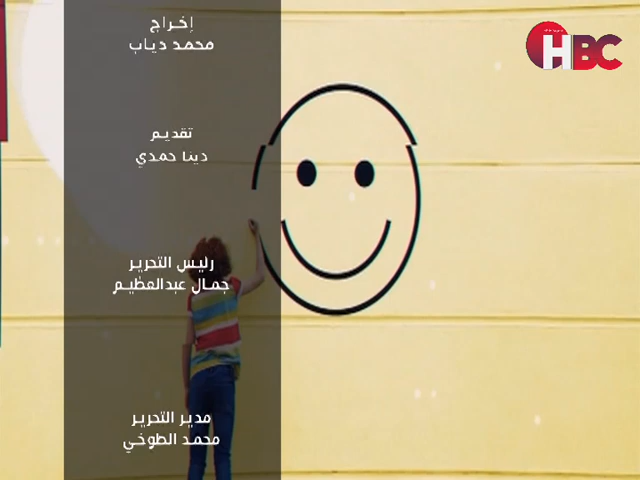 إخراج
محمد دياب
HBC
تقديم
دينا حمدي
رئيس التحرير
جمال عبدالعظيم
مدير التحرير
محمد الطوخي